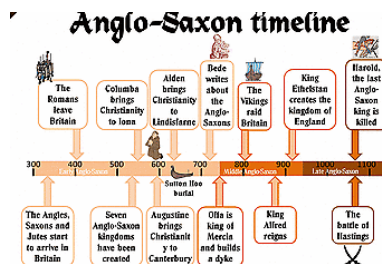 Anglo-Saxon timeline
The
Romans
leave
Britain
Columba
brings
Christianity
to Iona
Aiden
brings
Christianity
to
Lindisfarne
Bede
writes
about
the
Anglo-
Saxons
The
Vikings
raid
Britain
King
Ethelstan
creates the
kingdom of
England
Harold,
the last
Anglo-
Saxon
king is
killed
300 400 500 600 700 800 900 1000 1100
Early Anglo-Saxon
Middle Anglo-Saxon
Late Anglo-Saxon
Sutton Hoo
burial
The Angles,
Saxons and
Jutes start
to arrive in
Britain
Seven
Anglo-Saxon
kingdoms
have been
created
Augustine
brings
Christianit
y to
Canterbury
Offa is
king of
Mercia and
builds a
dyke
King
Alfred
reigns
The
battle of
Hastings